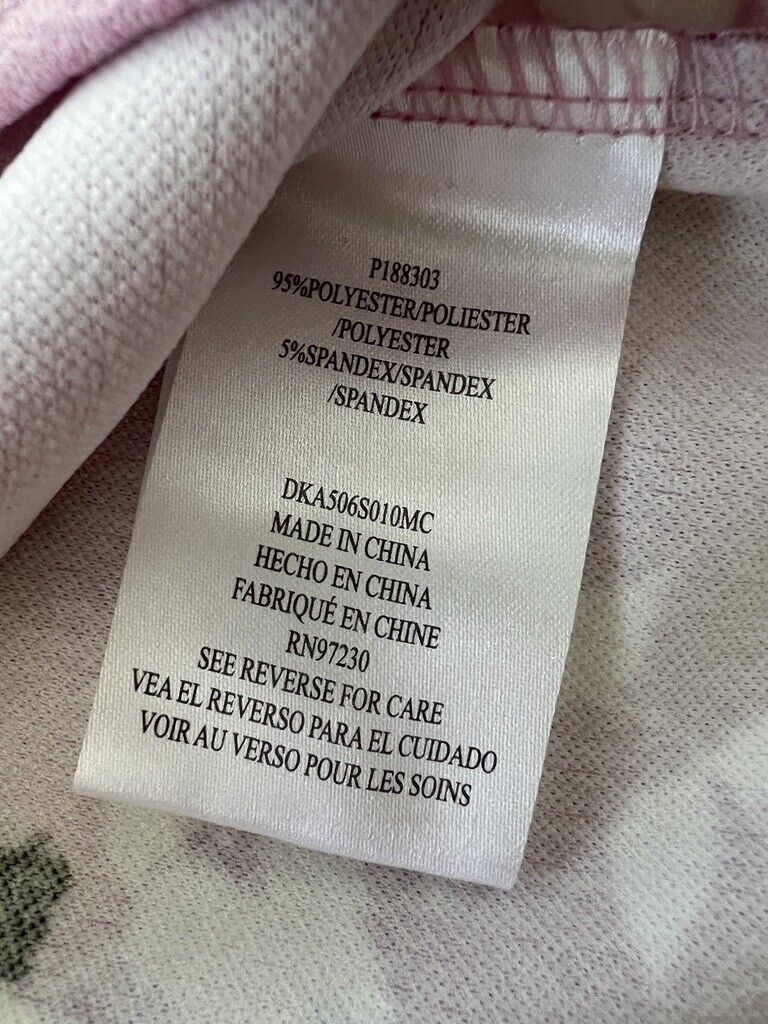 P188303
95%POLYESTER/POLIESTER
/POLYESTER
5%SPANDEX/SPANDEX
/SPANDEX
DKA506S010MC
MADE IN CHINA
HECHO EN CHINA
FABRIQUÉ EN CHINE
RN97230
SEE REVERSE FOR CARE
VEA EL REVERSO PARA EL CUIDADO
VOIR AU VERSO POUR LES SOINS